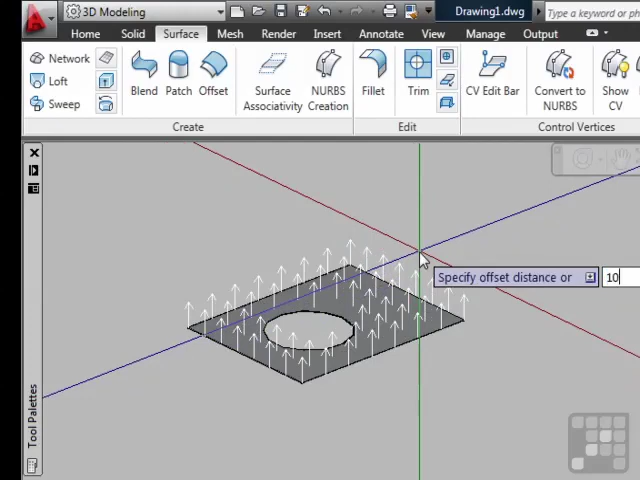 3D Modeling
Drawing1.dwg
Type a keyword or ph
Home Solid Surface Mesh Render Insert Annotate View Manage Output
Network
Loft
Sweep
Blend Patch Offset
Surface
Associativity
NURBS
Creation
Fillet
Trim
CV Edit Bar
Convert to
NURBS
Show
CV
Create
Edit
Control Vertices
Specify offset distance or
10
Tool Palettes